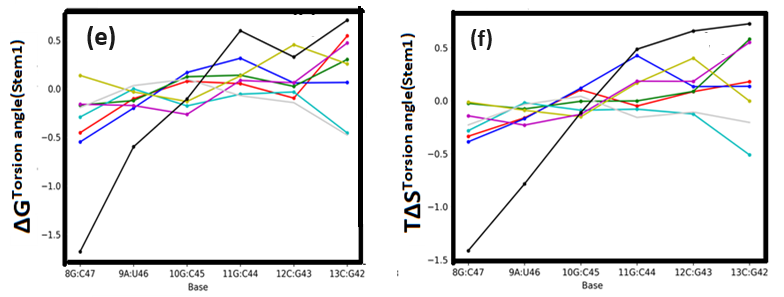 (e)
ΔG^Torsion angle(Stem1)
0.5
0.0
−0.5
−1.0
−1.5
8G:C47 9A:U46 10G:C45 11G:C44 12C:G43 13C:G42
Base
(f)
TΔS^Torsion angle(Stem1)
0.5
0.0
−0.5
−1.0
−1.5
8G:C47 9A:U46 10G:C45 11G:C44 12C:G43 13C:G42
Base